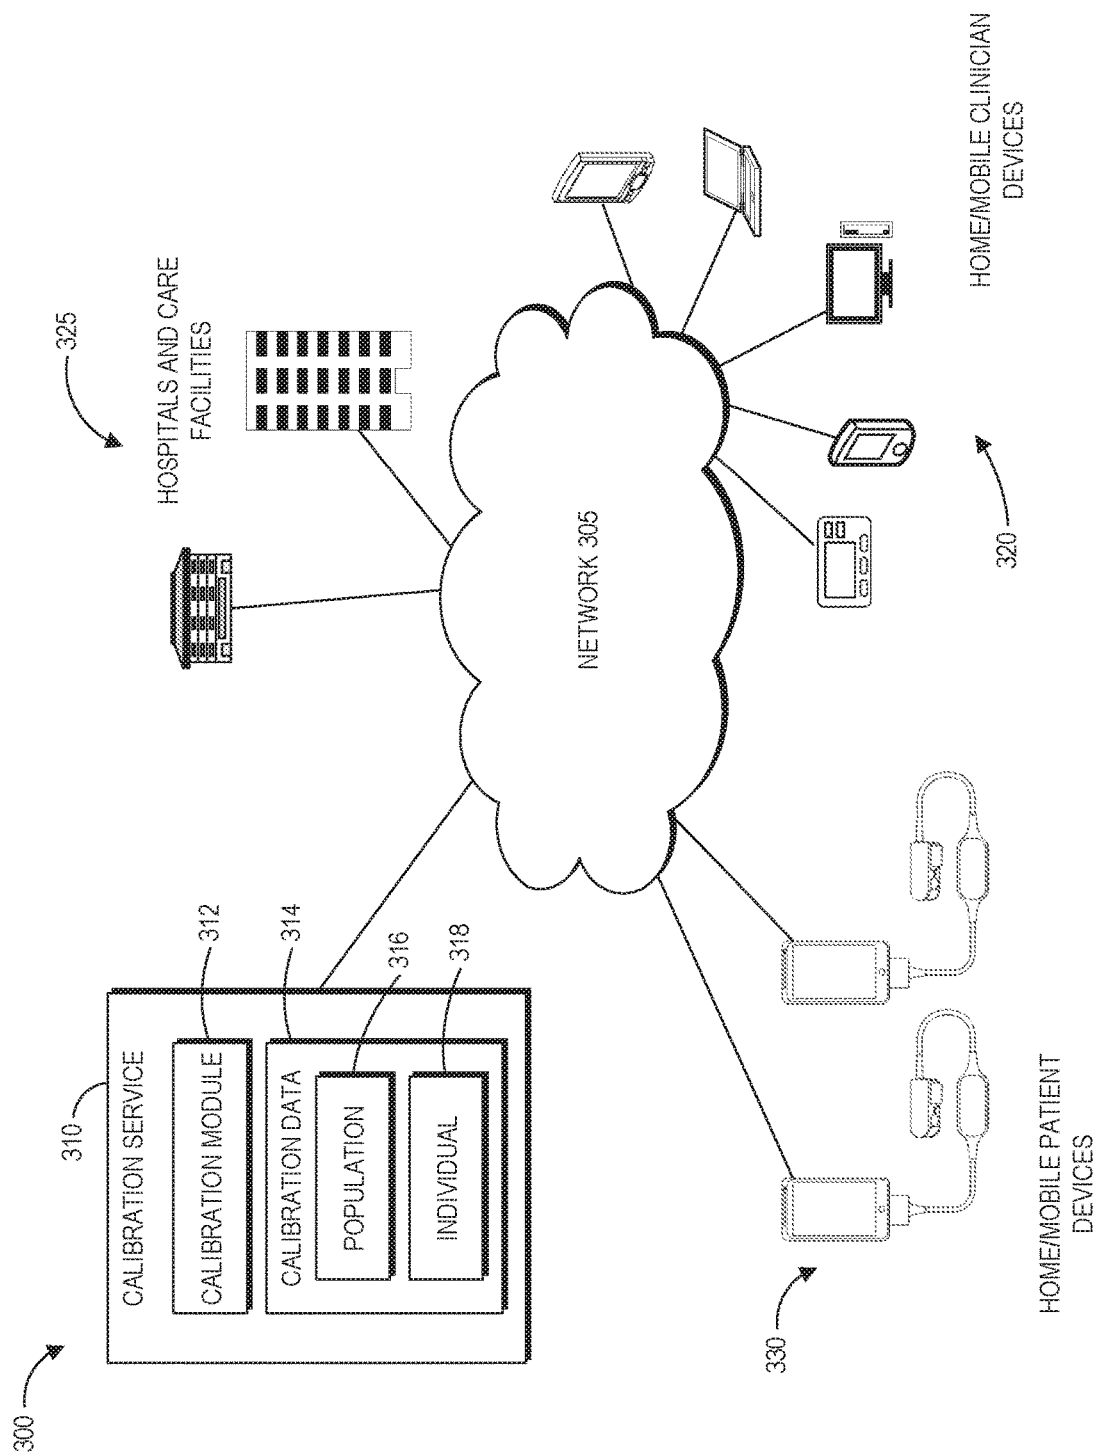 300
310
CALIBRATION SERVICE
CALIBRATION MODULE
312
CALIBRATION DATA
314
POPULATION
316
INDIVIDUAL
318
325
HOSPITALS AND CARE
FACILITIES
NETWORK 305
330
HOME/MOBILE PATIENT
DEVICES
320
HOME/MOBILE CLINICIAN
DEVICES